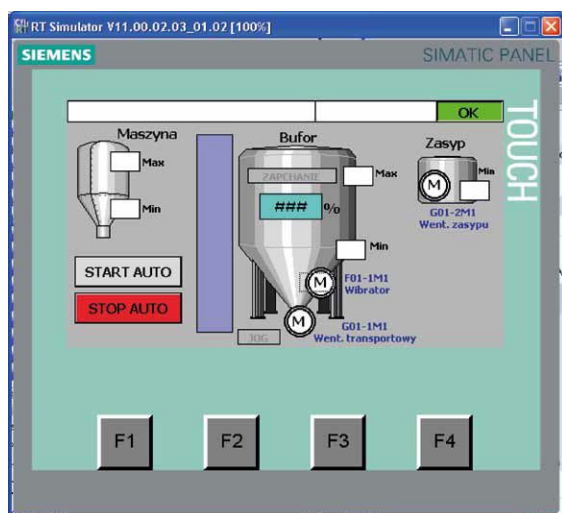 RT Simulator V11.00.02.03_01.02 [100%]
SIEMENS
SIMATIC PANEL
TOUCH
OK
Maszyna
Bufor
Zasyp
Max
Min
ZAPCHANIE
Max
### %
Min
Min
M
G01-2M1
Went. zasypu
START AUTO
STOP AUTO
M
F01-1M1
Wibrator
M
G01-1M1
Went. transportowy
JOG
F1
F2
F3
F4